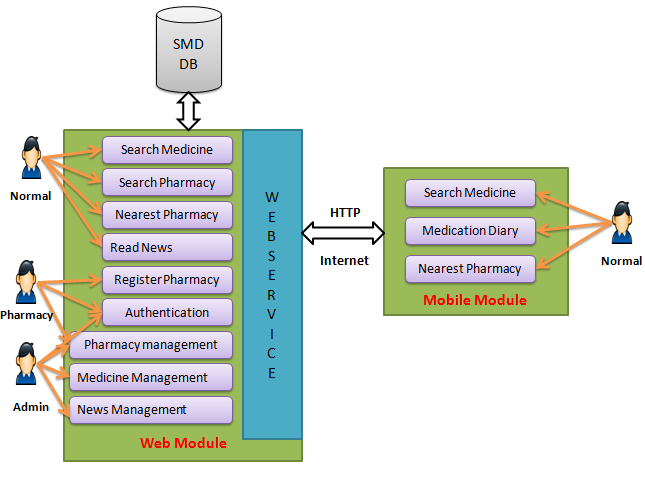 SMD
DB
Search Medicine
Search Pharmacy
Nearest Pharmacy
Read News
Register Pharmacy
Authentication
Pharmacy management
Medicine Management
News Management
Web Module
Normal
Pharmacy
Admin
WEBSERVICE
HTTP
Internet
Search Medicine
Medication Diary
Nearest Pharmacy
Mobile Module
Normal